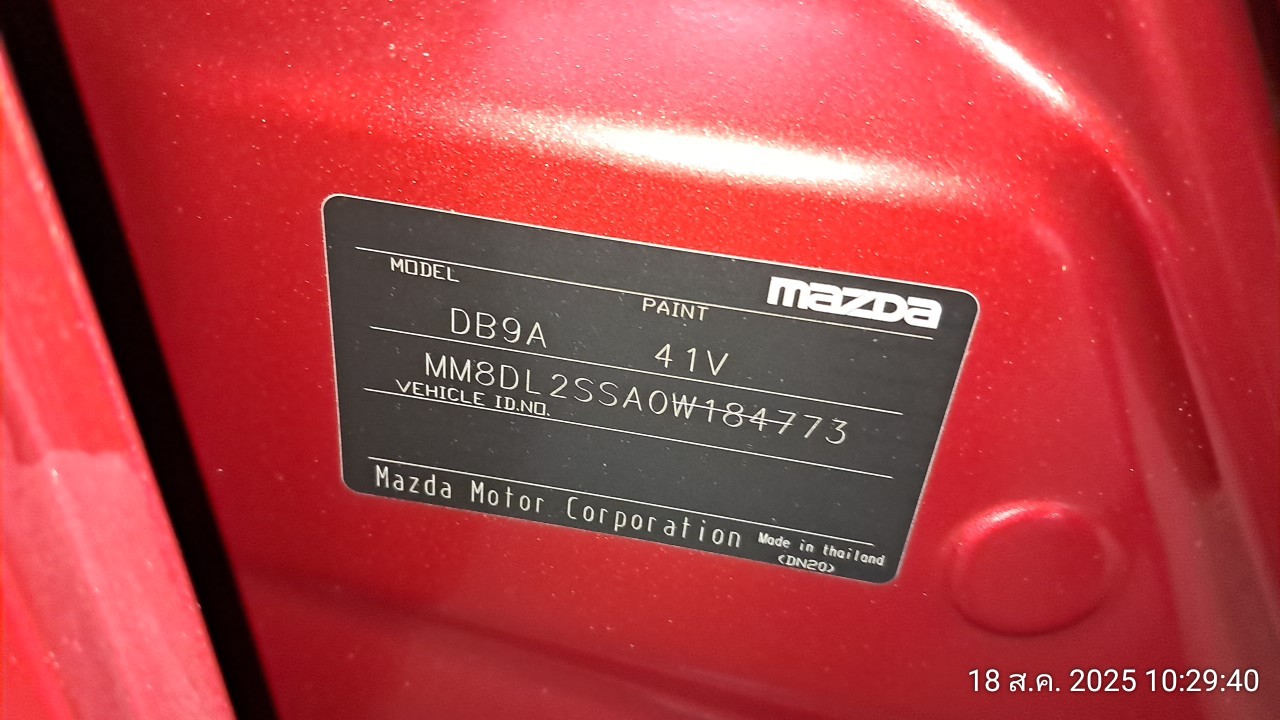 mazda
MODEL PAINT
DB9A 41V
MM8DL2SSA0W184773
VEHICLE ID.NO.
Mazda Motor Corporation Made in thailand
(DN20)
18 ส.ค. 2025 10:29:40